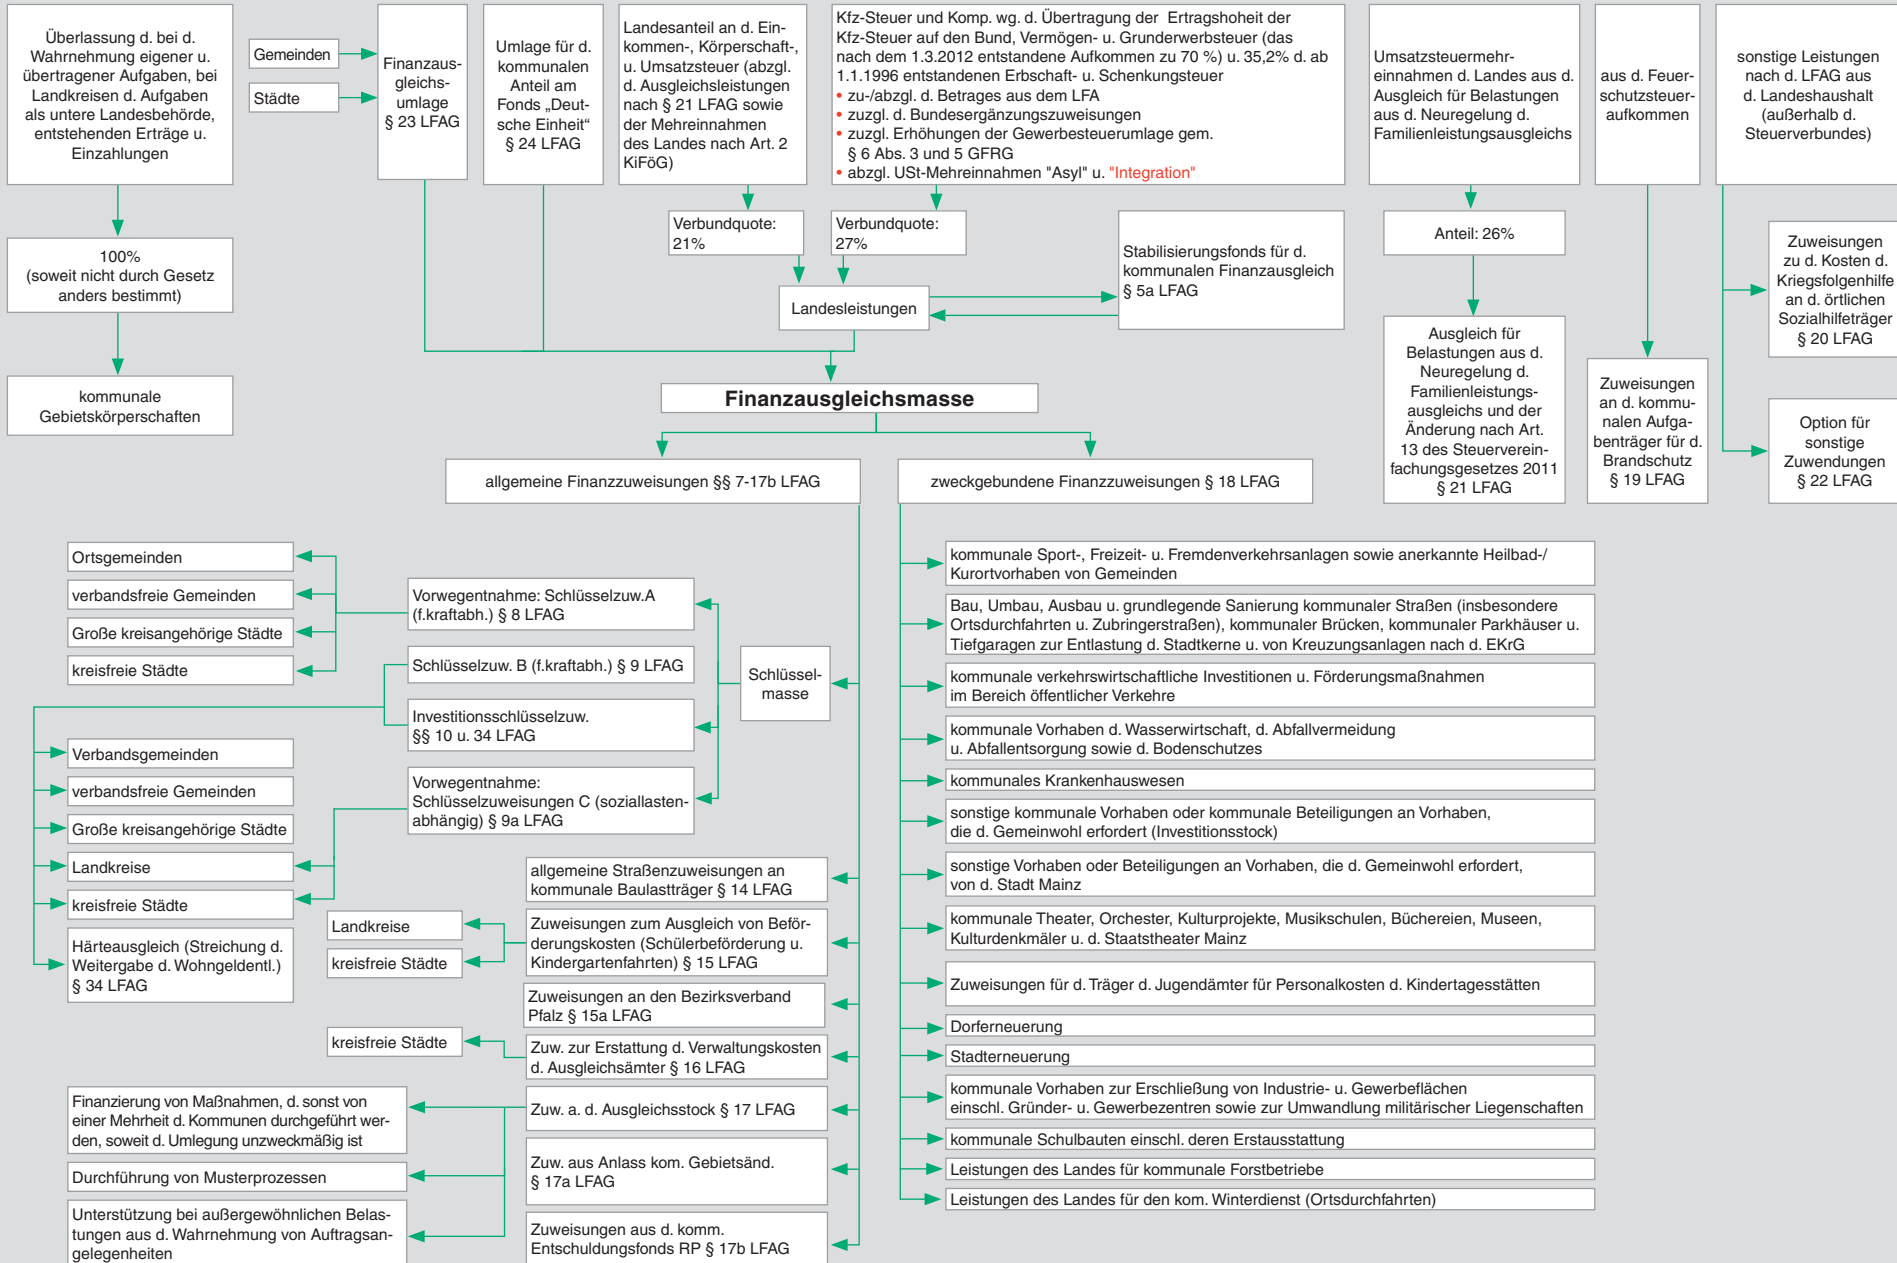 Überlassung d. bei d.
Wahrnehmung eigener u.
übertragener Aufgaben, bei
Landkreisen d. Aufgaben
als untere Landesbehörde,
entstehenden Erträge u.
Einzahlungen
Gemeinden
Städte
Finanzaus-
gleichs-
umlage
§ 23 LFAG
Umlage für d.
kommunalen
Anteil am
Fonds „Deut-
sche Einheit“
§ 24 LFAG
Landesanteil an d. Ein-
kommen-, Körperschaft-,
u. Umsatzsteuer (abzgl.
d. Ausgleichsleistungen
nach § 21 LFAG sowie
der Mehreinnahmen
des Landes nach Art. 2
KiFöG)
Kfz-Steuer und Komp. wg. d. Übertragung der Ertragshoheit der
Kfz-Steuer auf den Bund, Vermögen- u. Grunderwerbsteuer (das
nach dem 1.3.2012 entstandene Aufkommen zu 70 %) u. 35,2% d. ab
1.1.1996 entstandenen Erbschaft- u. Schenkungsteuer
• zu-/abzgl. d. Betrages aus dem LFA
• zuzgl. d. Bundesergänzungszuweisungen
• zuzgl. Erhöhungen der Gewerbesteuerumlage gem.
§ 6 Abs. 3 und 5 GFRG
• abzgl. USt-Mehreinnahmen "Asyl" u. "Integration"
Umsatzsteuermehr-
einnahmen d. Landes aus d.
Ausgleich für Belastungen
aus d. Neuregelung d.
Familienleistungsausgleichs
aus d. Feuer-
schutzsteuer-
aufkommen
sonstige Leistungen
nach d. LFAG aus
d. Landeshaushalt
(außerhalb d.
Steuerverbundes)
100%
(soweit nicht durch Gesetz
anders bestimmt)
kommunale
Gebietskörperschaften
Verbundquote:
21%
Verbundquote:
27%
Landesleistungen
Stabilisierungsfonds für d.
kommunalen Finanzausgleich
§ 5a LFAG
Anteil: 26%
Ausgleich für
Belastungen aus d.
Neuregelung d.
Familienleistungs-
ausgleichs und der
Änderung nach Art.
13 des Steuerverein-
fachungsgesetzes 2011
§ 21 LFAG
Zuweisungen
an d. kommu-
nalen Aufga-
benträger für d.
Brandschutz
§ 19 LFAG
Zuweisungen
zu d. Kosten d.
Kriegsfolgenhilfe
an d. örtlichen
Sozialhilfeträger
§ 20 LFAG
Option für
sonstige
Zuwendungen
§ 22 LFAG
Finanzausgleichsmasse
allgemeine Finanzzuweisungen §§ 7-17b LFAG
zweckgebundene Finanzzuweisungen § 18 LFAG
Ortsgemeinden
verbandsfreie Gemeinden
Große kreisangehörige Städte
kreisfreie Städte
Vorwegentnahme: Schlüsselzuw.A
(f.kraftabh.) § 8 LFAG
Schlüsselzuw. B (f.kraftabh.) § 9 LFAG
Investitionsschlüsselzuw.
§§ 10 u. 34 LFAG
Vorwegentnahme:
Schlüsselzuweisungen C (soziallasten-
abhängig) § 9a LFAG
Schlüssel-
masse
Verbandsgemeinden
verbandsfreie Gemeinden
Große kreisangehörige Städte
Landkreise
kreisfreie Städte
Härteausgleich (Streichung d.
Weitergabe d. Wohngeldentl.)
§ 34 LFAG
allgemeine Straßenzuweisungen an
kommunale Baulastträger § 14 LFAG
Landkreise
kreisfreie Städte
Zuweisungen zum Ausgleich von Beför-
derungskosten (Schülerbeförderung u.
Kindergartenfahrten) § 15 LFAG
Zuweisungen an den Bezirksverband
Pfalz § 15a LFAG
kreisfreie Städte
Zuw. zur Erstattung d. Verwaltungskosten
d. Ausgleichsämter § 16 LFAG
Finanzierung von Maßnahmen, d. sonst von
einer Mehrheit d. Kommunen durchgeführt wer-
den, soweit d. Umlegung unzweckmäßig ist
Durchführung von Musterprozessen
Unterstützung bei außergewöhnlichen Belas-
tungen aus d. Wahrnehmung von Auftragsan-
gelegenheiten
Zuw. a. d. Ausgleichsstock § 17 LFAG
Zuw. aus Anlass kom. Gebietsänd.
§ 17a LFAG
Zuweisungen aus d. komm.
Entschuldungsfonds RP § 17b LFAG
kommunale Sport-, Freizeit- u. Fremdenverkehrsanlagen sowie anerkannte Heilbad-/
Kurortvorhaben von Gemeinden
Bau, Umbau, Ausbau u. grundlegende Sanierung kommunaler Straßen (insbesondere
Ortsdurchfahrten u. Zubringerstraßen), kommunaler Brücken, kommunaler Parkhäuser u.
Tiefgaragen zur Entlastung d. Stadtkerne u. von Kreuzungsanlagen nach d. EKrG
kommunale verkehrswirtschaftliche Investitionen u. Förderungsmaßnahmen
im Bereich öffentlicher Verkehre
kommunale Vorhaben d. Wasserwirtschaft, d. Abfallvermeidung
u. Abfallentsorgung sowie d. Bodenschutzes
kommunales Krankenhauswesen
sonstige kommunale Vorhaben oder kommunale Beteiligungen an Vorhaben,
die d. Gemeinwohl erfordert (Investitionsstock)
sonstige Vorhaben oder Beteiligungen an Vorhaben, die d. Gemeinwohl erfordert,
von d. Stadt Mainz
kommunale Theater, Orchester, Kulturprojekte, Musikschulen, Büchereien, Museen,
Kulturdenkmäler u. d. Staatstheater Mainz
Zuweisungen für d. Träger d. Jugendämter für Personalkosten d. Kindertagesstätten
Dorferneuerung
Stadterneuerung
kommunale Vorhaben zur Erschließung von Industrie- u. Gewerbeflächen
einschl. Gründer- u. Gewerbezentren sowie zur Umwandlung militärischer Liegenschaften
kommunale Schulbauten einschl. deren Erstausstattung
Leistungen des Landes für kommunale Forstbetriebe
Leistungen des Landes für den kom. Winterdienst (Ortsdurchfahrten)